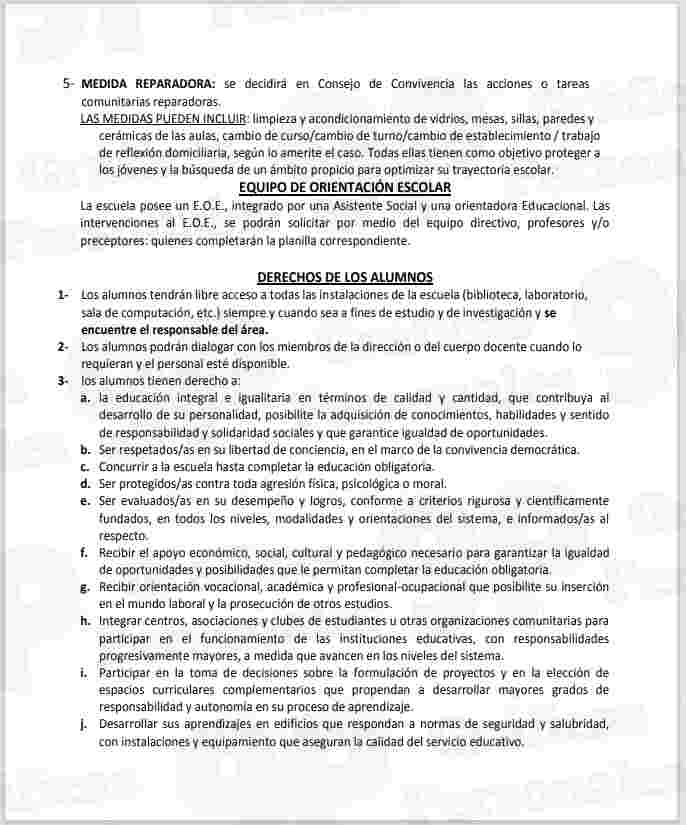 5- MEDIDA REPARADORA: se decidirá en Consejo de Convivencia las acciones o tareas
comunitarias reparadoras.
LAS MEDIDAS PUEDEN INCLUIR: limpieza y acondicionamiento de vidrios, mesas, sillas, paredes y
cerámicas de las aulas, cambio de curso/cambio de turno/cambio de establecimiento / trabajo
de reflexión domiciliaria, según lo amerite el caso. Todas ellas tienen como objetivo proteger a
los jóvenes y la búsqueda de un ámbito propicio para optimizar su trayectoria escolar.
EQUIPO DE ORIENTACIÓN ESCOLAR
La escuela posee un E.O.E., integrado por una Asistente Social y una orientadora Educacional. Las
intervenciones al E.O.E., se podrán solicitar por medio del equipo directivo, profesores y/o
preceptores: quienes completarán la planilla correspondiente.
DERECHOS DE LOS ALUMNOS
1- Los alumnos tendrán libre acceso a todas las instalaciones de la escuela (biblioteca, laboratorio,
sala de computación, etc.) siempre y cuando sea a fines de estudio y de investigación y se
encuentre el responsable del área.
2- Los alumnos podrán dialogar con los miembros de la dirección o del cuerpo docente cuando lo
requieran y el personal esté disponible.
3- los alumnos tienen derecho a:
a. la educación integral e igualitaria en términos de calidad y cantidad, que contribuya al
desarrollo de su personalidad, posibilite la adquisición de conocimientos, habilidades y sentido
de responsabilidad y solidaridad sociales y que garantice igualdad de oportunidades.
b. Ser respetados/as en su libertad de conciencia, en el marco de la convivencia democrática.
c. Concurrir a la escuela hasta completar la educación obligatoria.
d. Ser protegidos/as contra toda agresión física, psicológica o moral.
e. Ser evaluados/as en su desempeño y logros, conforme a criterios rigurosa y científicamente
fundados, en todos los niveles, modalidades y orientaciones del sistema, e informados/as al
respecto.
f. Recibir el apoyo económico, social, cultural y pedagógico necesario para garantizar la igualdad
de oportunidades y posibilidades que le permitan completar la educación obligatoria.
g. Recibir orientación vocacional, académica y profesional-ocupacional que posibilite su inserción
en el mundo laboral y la prosecución de otros estudios.
h. Integrar centros, asociaciones y clubes de estudiantes u otras organizaciones comunitarias para
participar en el funcionamiento de las instituciones educativas, con responsabilidades
progresivamente mayores, a medida que avancen en los niveles del sistema.
i. Participar en la toma de decisiones sobre la formulación de proyectos y en la elección de
espacios curriculares complementarios que propendan a desarrollar mayores grados de
responsabilidad y autonomía en su proceso de aprendizaje.
j. Desarrollar sus aprendizajes en edificios que respondan a normas de seguridad y salubridad,
con instalaciones y equipamiento que aseguran la calidad del servicio educativo.